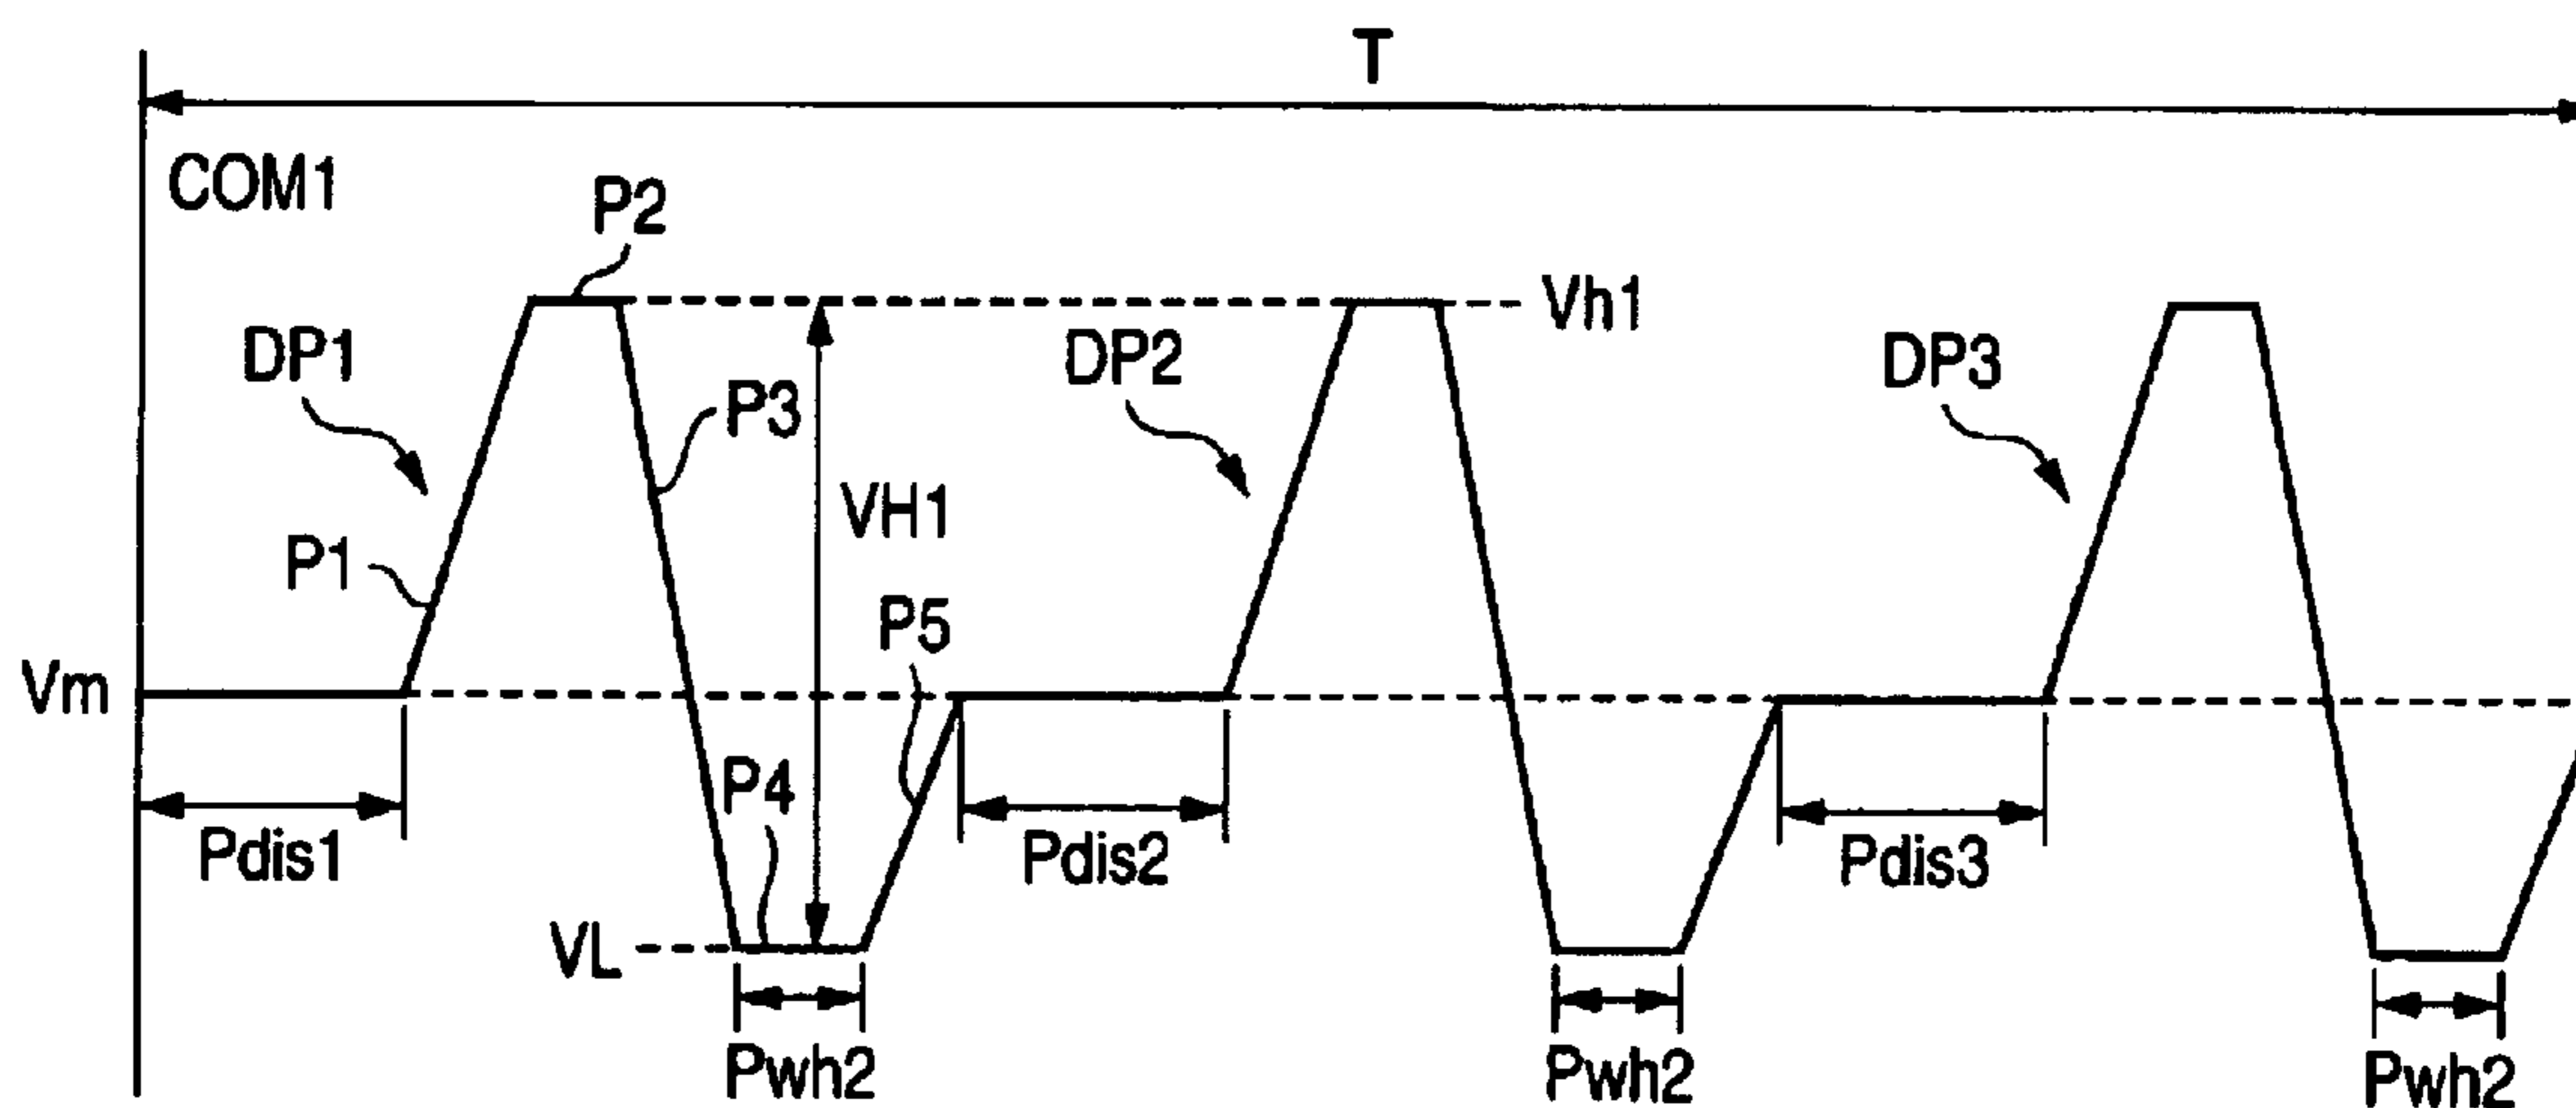 T
COM1
P2
Vh1
DP1
DP2
DP3
P3
VH1
P1
P5
Vm
P4
Pdis1
Pdis2
Pdis3
VL
Pwh2
Pwh2
Pwh2